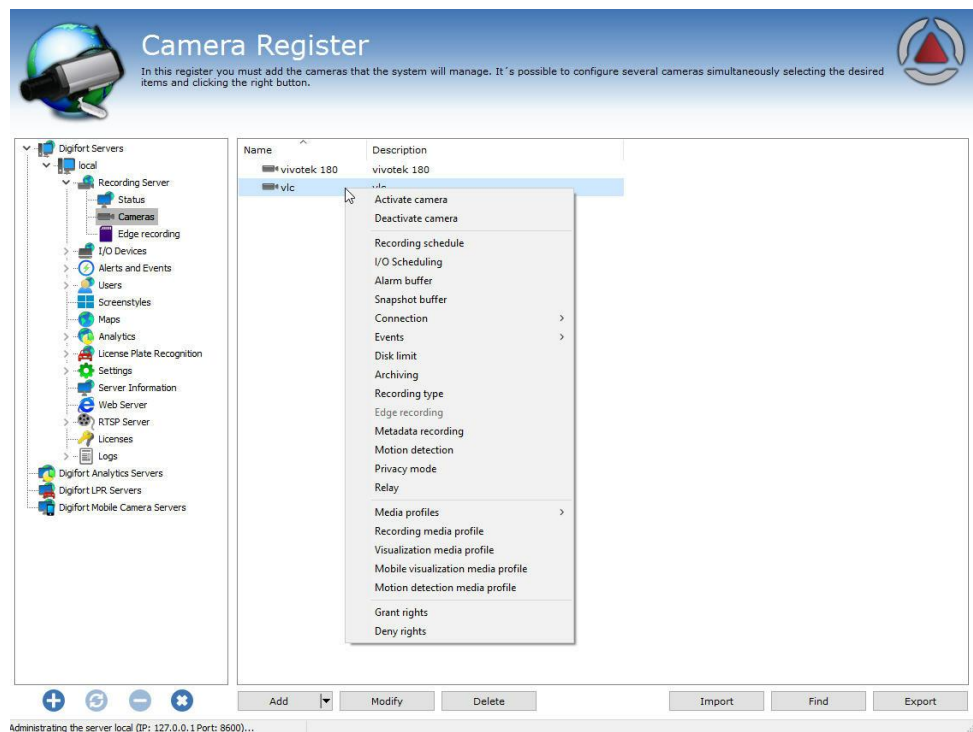 Camera Register
In this register you must add the cameras that the system will manage. It´s possible to configure several cameras simultaneously selecting the desired
items and clicking the right button.
Digifort Servers
local
Recording Server
Status
Cameras
Edge recording
I/O Devices
Alerts and Events
Users
Screenstyles
Maps
Analytics
License Plate Recognition
Settings
Server Information
Web Server
RTSP Server
Licenses
Logs
Digifort Analytics Servers
Digifort LPR Servers
Digifort Mobile Camera Servers
Name Description
vivotek 180 vivotek 180
vlc vlc
Activate camera
Deactivate camera
Recording schedule
I/O Scheduling
Alarm buffer
Snapshot buffer
Connection
Events
Disk limit
Archiving
Recording type
Edge recording
Metadata recording
Motion detection
Privacy mode
Relay
Media profiles
Recording media profile
Visualization media profile
Mobile visualization media profile
Motion detection media profile
Grant rights
Deny rights
Add Modify Delete Import Find Export
Administrating the server local (IP: 127.0.0.1 Port: 8600)...